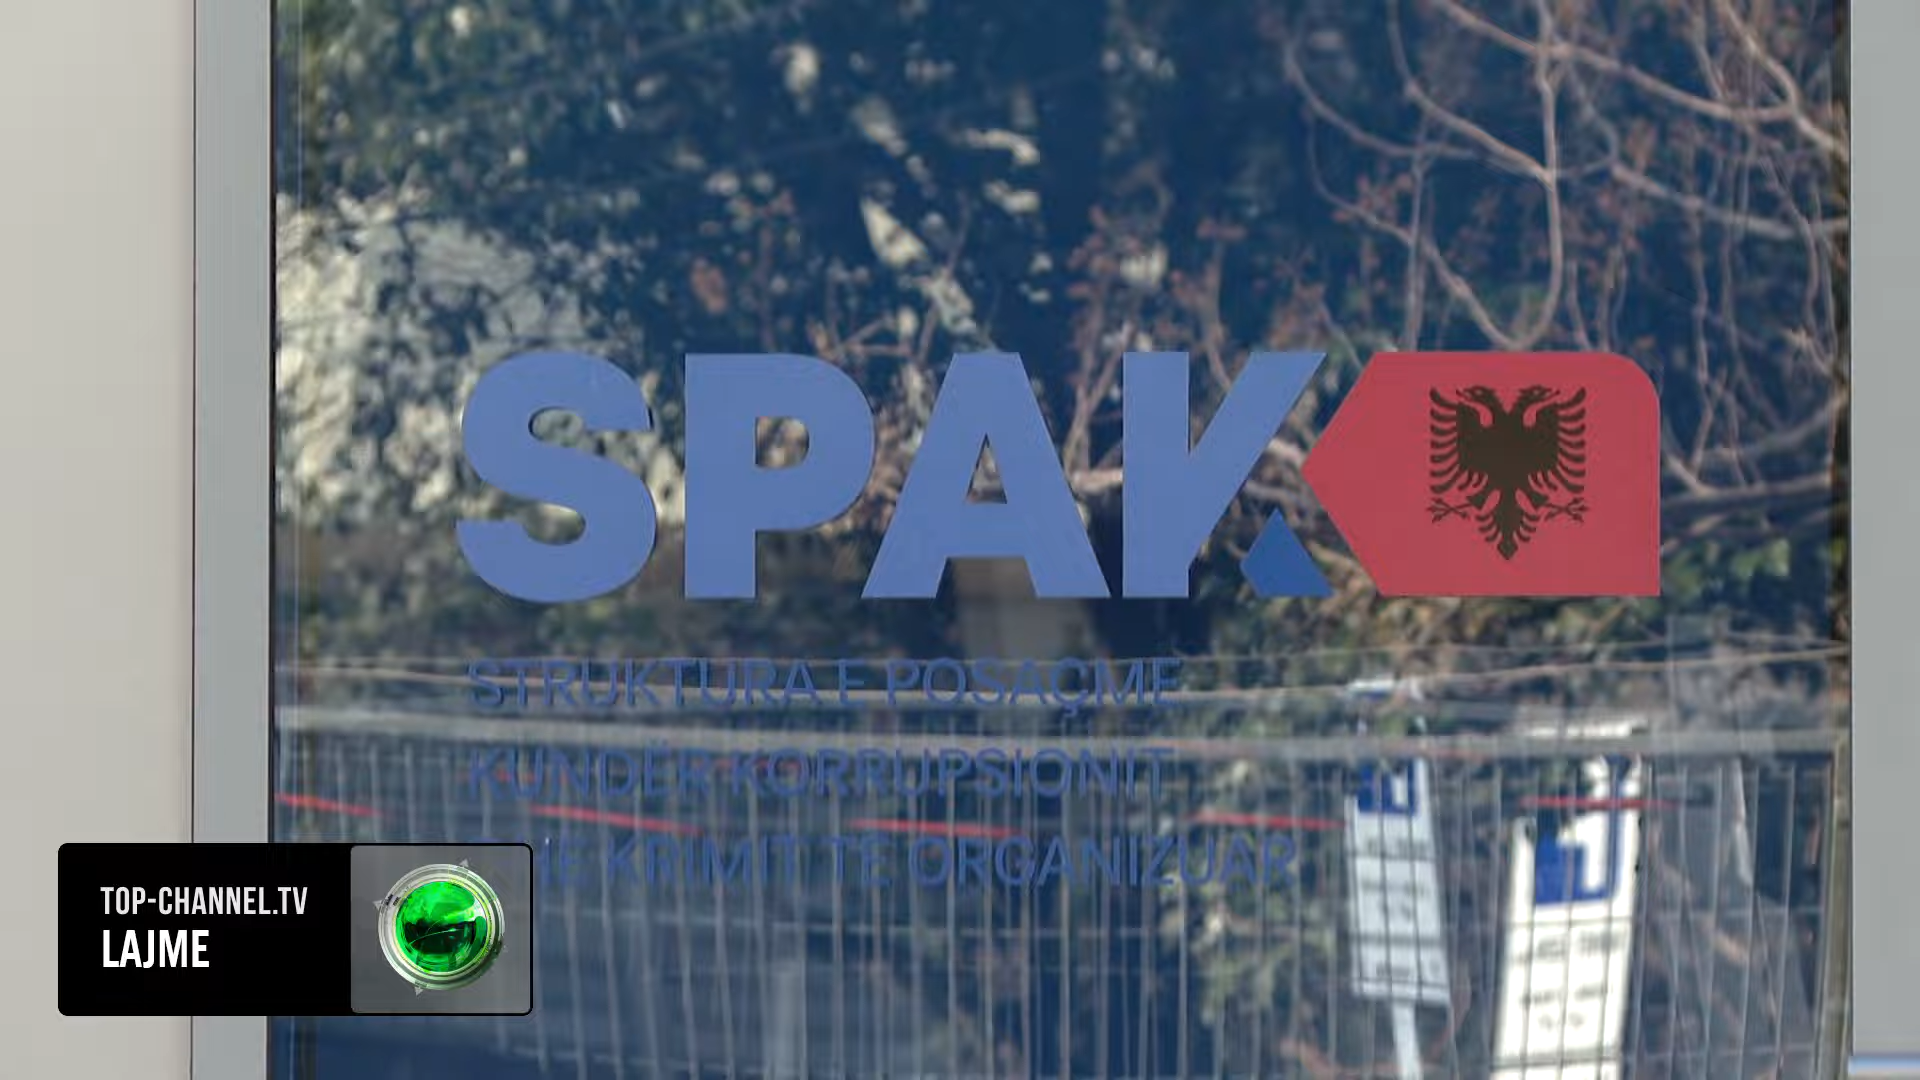 SPAK
STRUKTURA E POSAÇME
KUNDËR KORRUPSIONIT
DHE KRIMIT TË ORGANIZUAR
TOP-CHANNEL.TV
LAJME